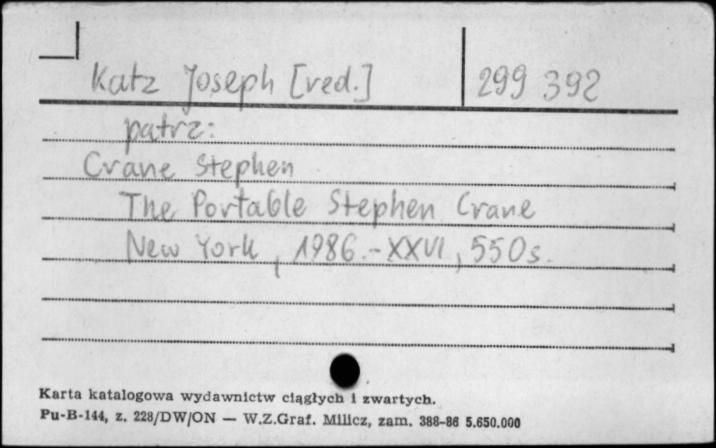 Katz Joseph [red.] 299 392
patrz:
Crane Stephen
The Portable Stephen Crane
New York, 1986.-XXVI, 550s.
Karta katalogowa wydawnictw ciągłych i zwartych.
Pu-B-144, z. 228/DW/ON — W.Z.Graf. Milicz, zam. 388-86 5.650.000